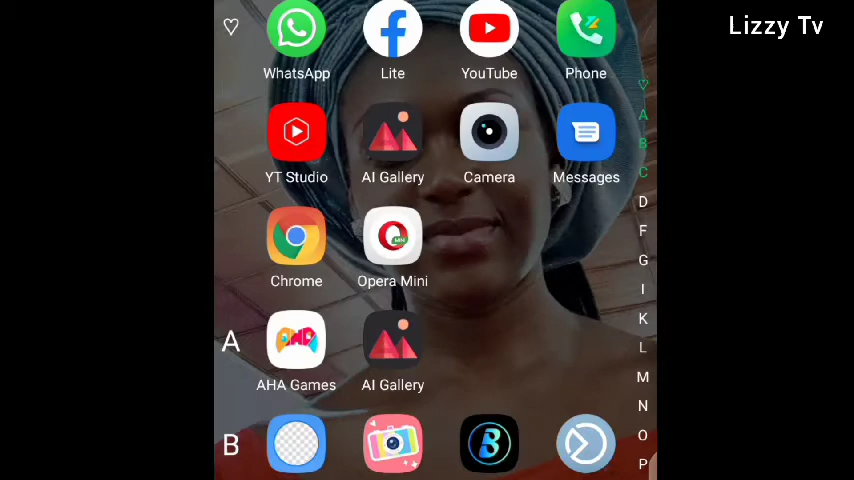 Lizzy Tv
WhatsApp Lite YouTube Phone
YT Studio AI Gallery Camera Messages
Chrome Opera Mini
A
AHA Games AI Gallery
B
A
B
C
D
F
G
I
K
L
M
N
O
P